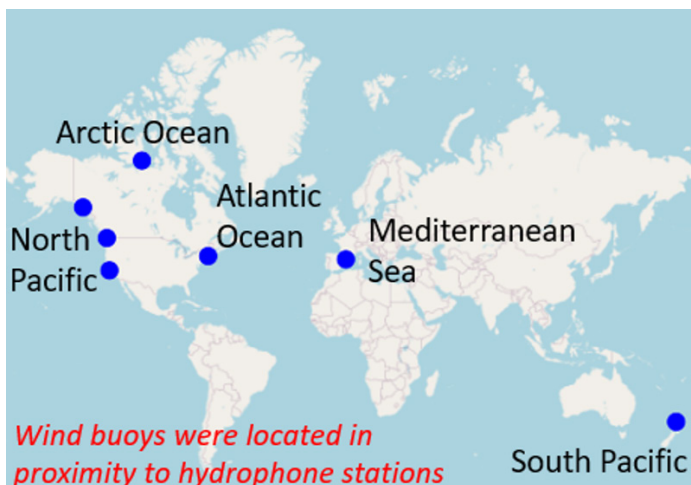 Arctic Ocean
Atlantic
Ocean
North
Pacific
Mediterranean
Sea
Wind buoys were located in
proximity to hydrophone stations
South Pacific